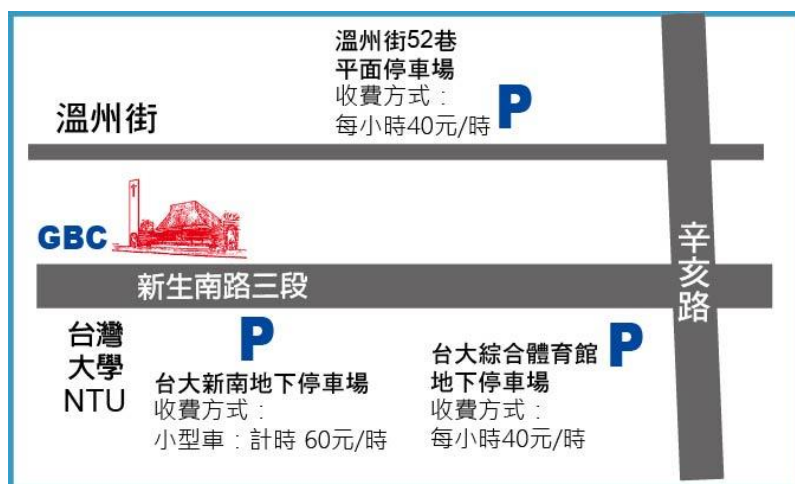 溫州街52巷
平面停車場
收費方式：
每小時40元/時
P
溫州街
GBC
辛亥路
新生南路三段
台灣
大學
NTU
P
台大新南地下停車場
收費方式：
小型車：計時 60元/時
台大綜合體育館
地下停車場
收費方式：
每小時40元/時
P